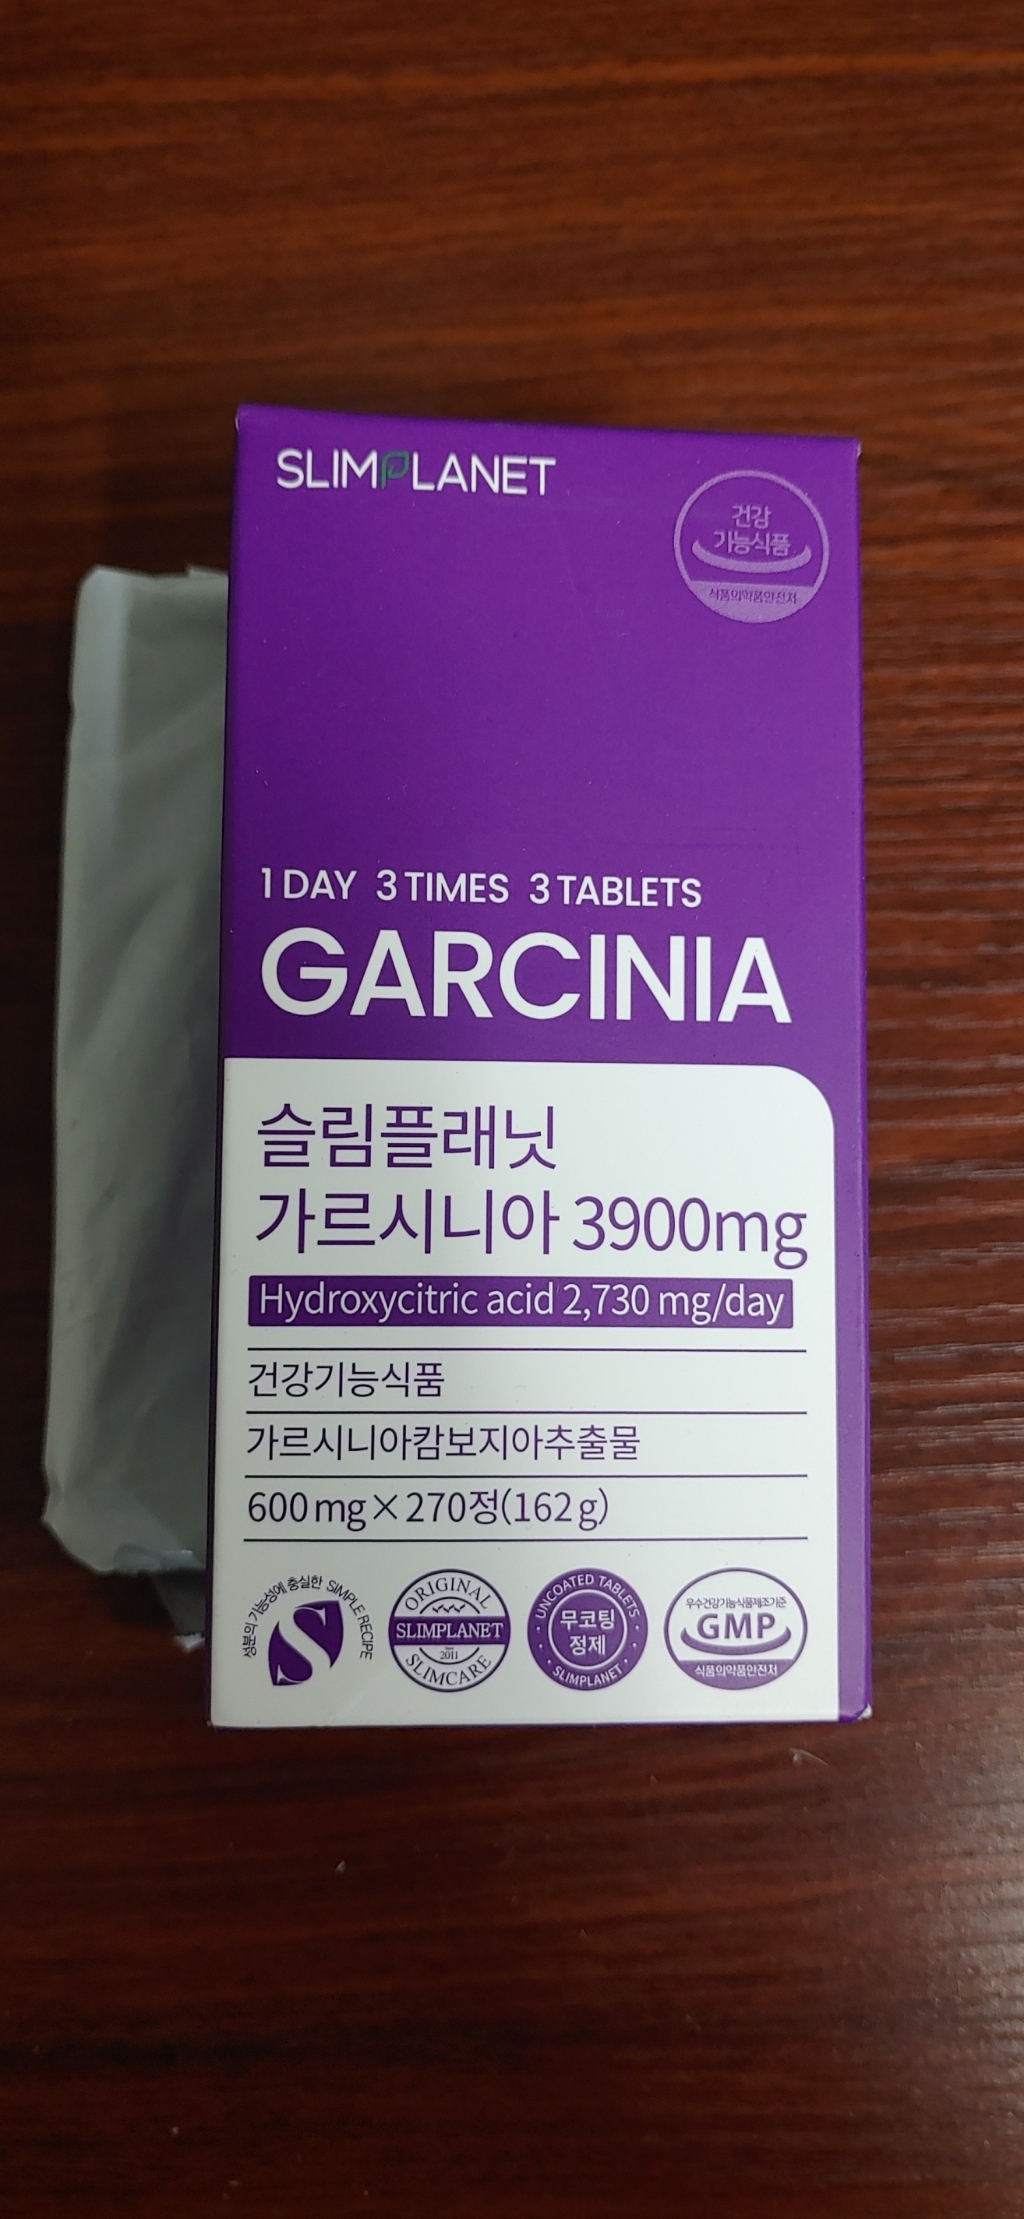 SLIMPLANET
건강
기능식품
식품의약품안전처
1 DAY 3 TIMES 3 TABLETS
GARCINIA
슬림플래닛
가르시니아 3900mg
Hydroxycitric acid 2,730 mg/day
건강기능식품
가르시니아캄보지아추출물
600 mg×270정(162 g)
성분의 기능성에 충실한 SIMPLE RECIPE
S
ORIGINAL
SLIMPLANET
Since
2011
SLIMCARE
UNCOATED TABLETS
무코팅
정제
SLIMPLANET
우수건강기능식품제조기준
GMP
식품의약품안전처